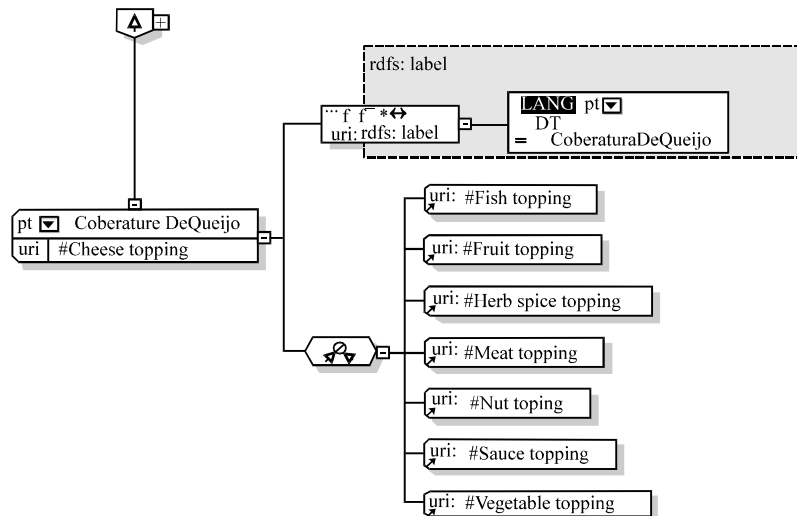 rdfs: label
LANG pt
DT
= CoberaturaDeQueijo
... f f¯ *↔
uri: rdfs: label
pt Coberature DeQueijo
uri #Cheese topping
uri: #Fish topping
uri: #Fruit topping
uri: #Herb spice topping
uri: #Meat topping
uri: #Nut toping
uri: #Sauce topping
uri: #Vegetable topping